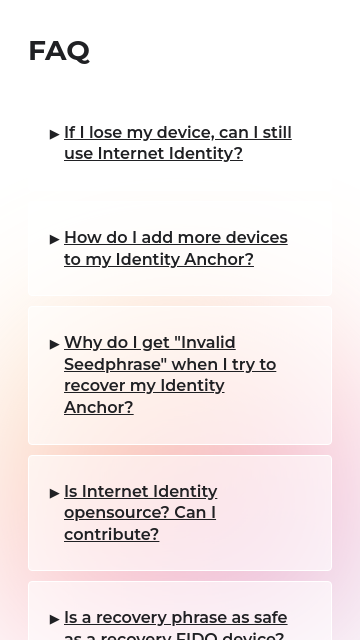 FAQ
▶ If I lose my device, can I still
use Internet Identity?
▶ How do I add more devices
to my Identity Anchor?
▶ Why do I get "Invalid
Seedphrase" when I try to
recover my Identity
Anchor?
▶ Is Internet Identity
opensource? Can I
contribute?
▶ Is a recovery phrase as safe
as a recovery FIDO device?